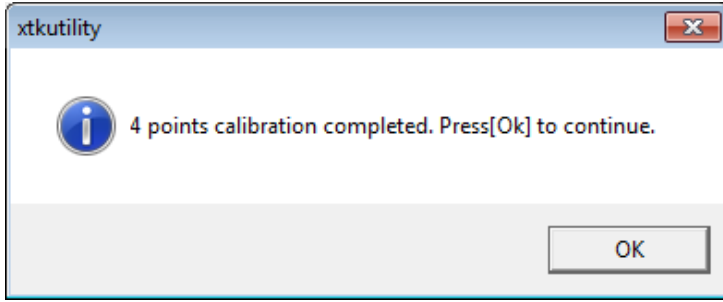 xtkutility
4 points calibration completed. Press[Ok] to continue.
OK